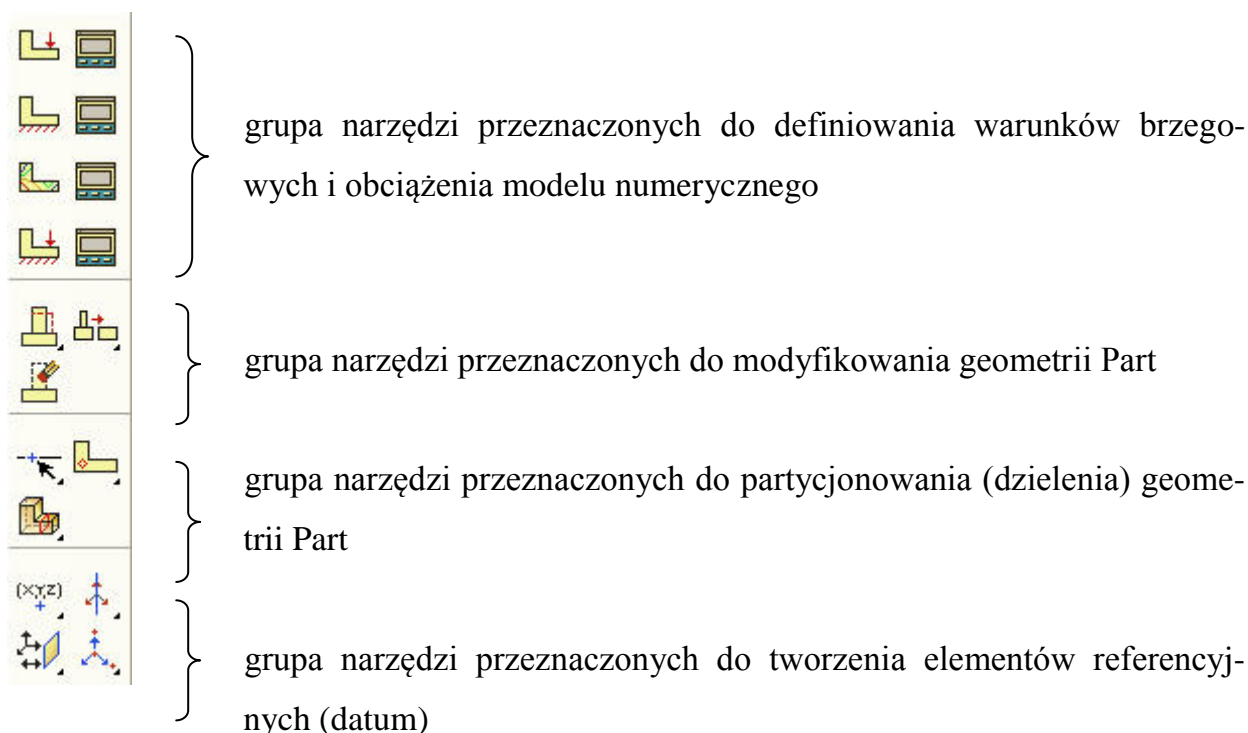 grupa narzędzi przeznaczonych do definiowania warunków brzego-
wych i obciążenia modelu numerycznego
grupa narzędzi przeznaczonych do modyfikowania geometrii Part
grupa narzędzi przeznaczonych do partycjonowania (dzielenia) geome-
trii Part
(XYZ)
grupa narzędzi przeznaczonych do tworzenia elementów referencyj-
nych (datum)